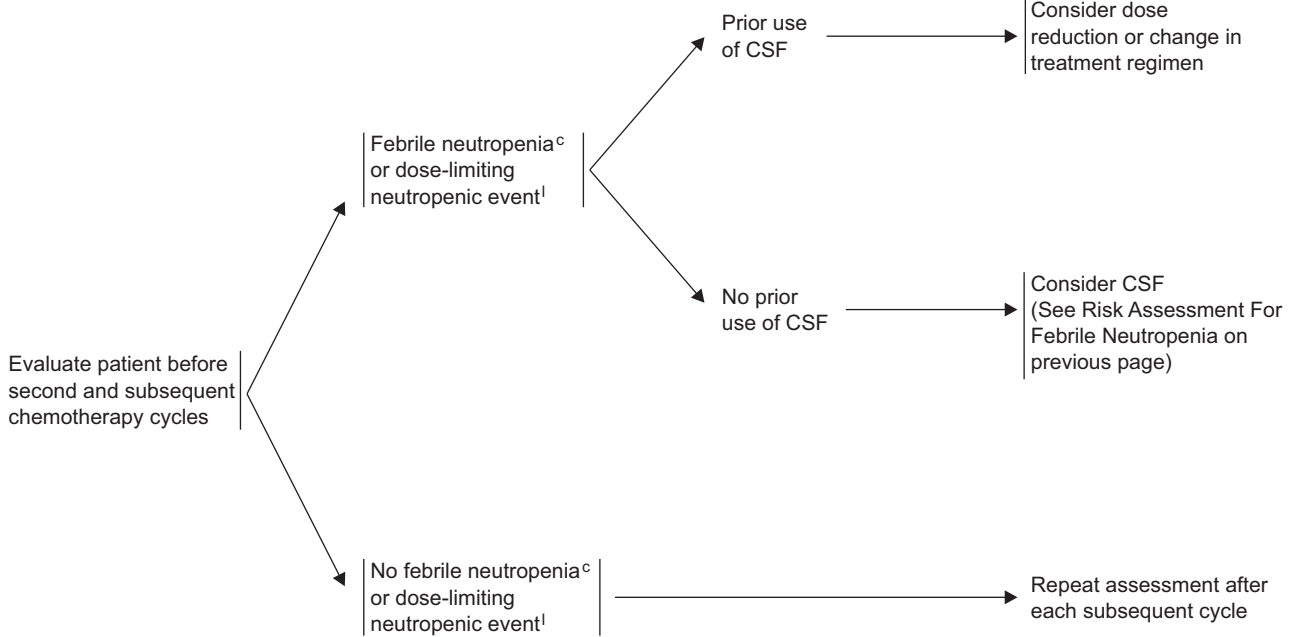 Evaluate patient before
second and subsequent
chemotherapy cycles
Febrile neutropeniaᶜ
or dose-limiting
neutropenic eventˡ
Prior use
of CSF
Consider dose
reduction or change in
treatment regimen
No prior
use of CSF
Consider CSF
(See Risk Assessment For
Febrile Neutropenia on
previous page)
No febrile neutropeniaᶜ
or dose-limiting
neutropenic eventˡ
Repeat assessment after
each subsequent cycle